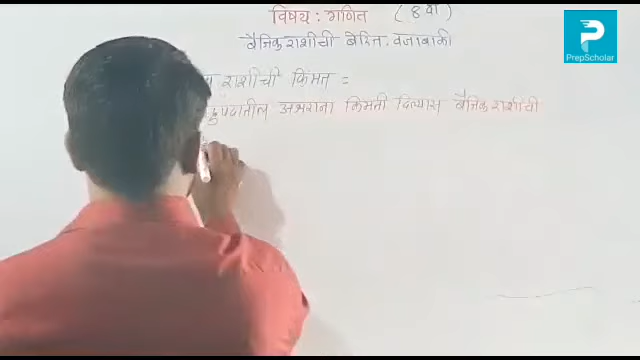 विषय : गणित (8 वी)
बैजिक राशीची बेरीज. वजाबाकी
PrepScholar
राशीची किंमत =
पदातील अक्षरांना किंमती दिल्यास बैजिक राशीची